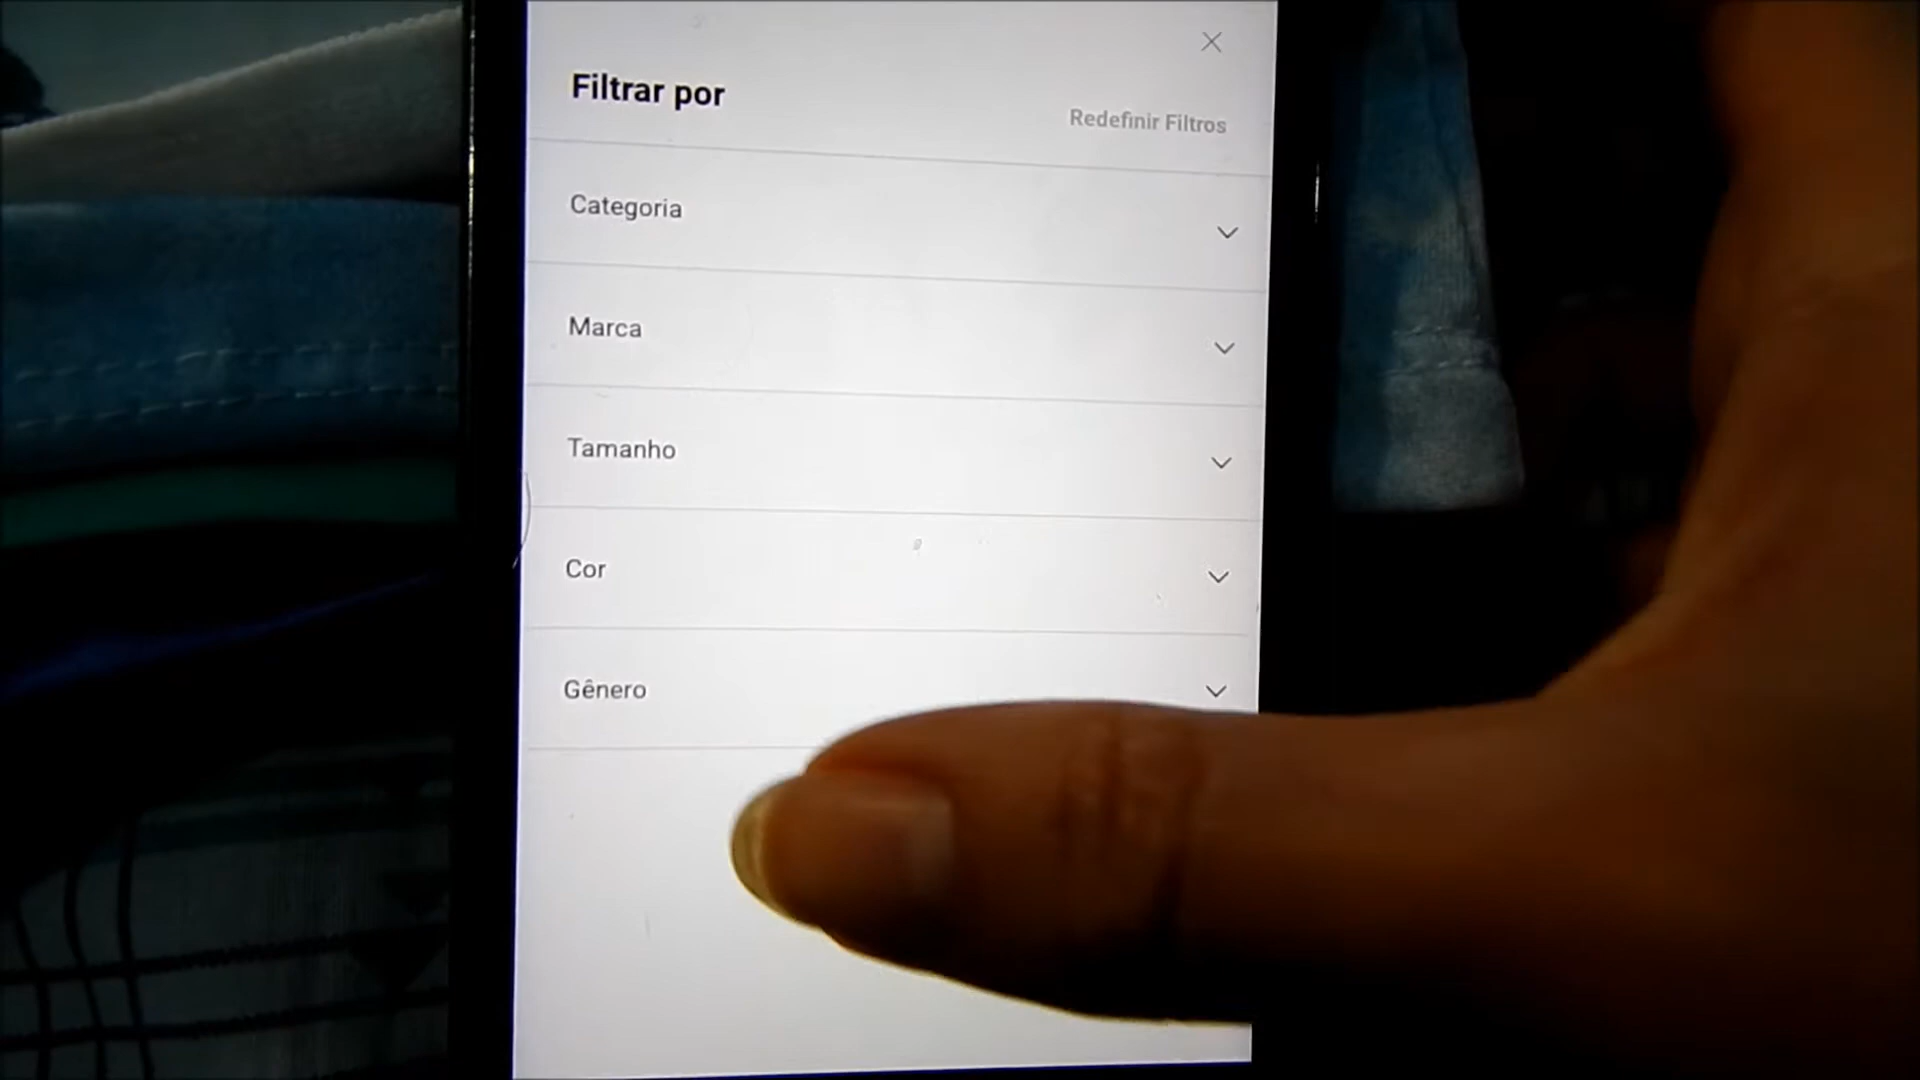 Filtrar por
Redefinir Filtros
Categoria
Marca
Tamanho
Cor
Gênero